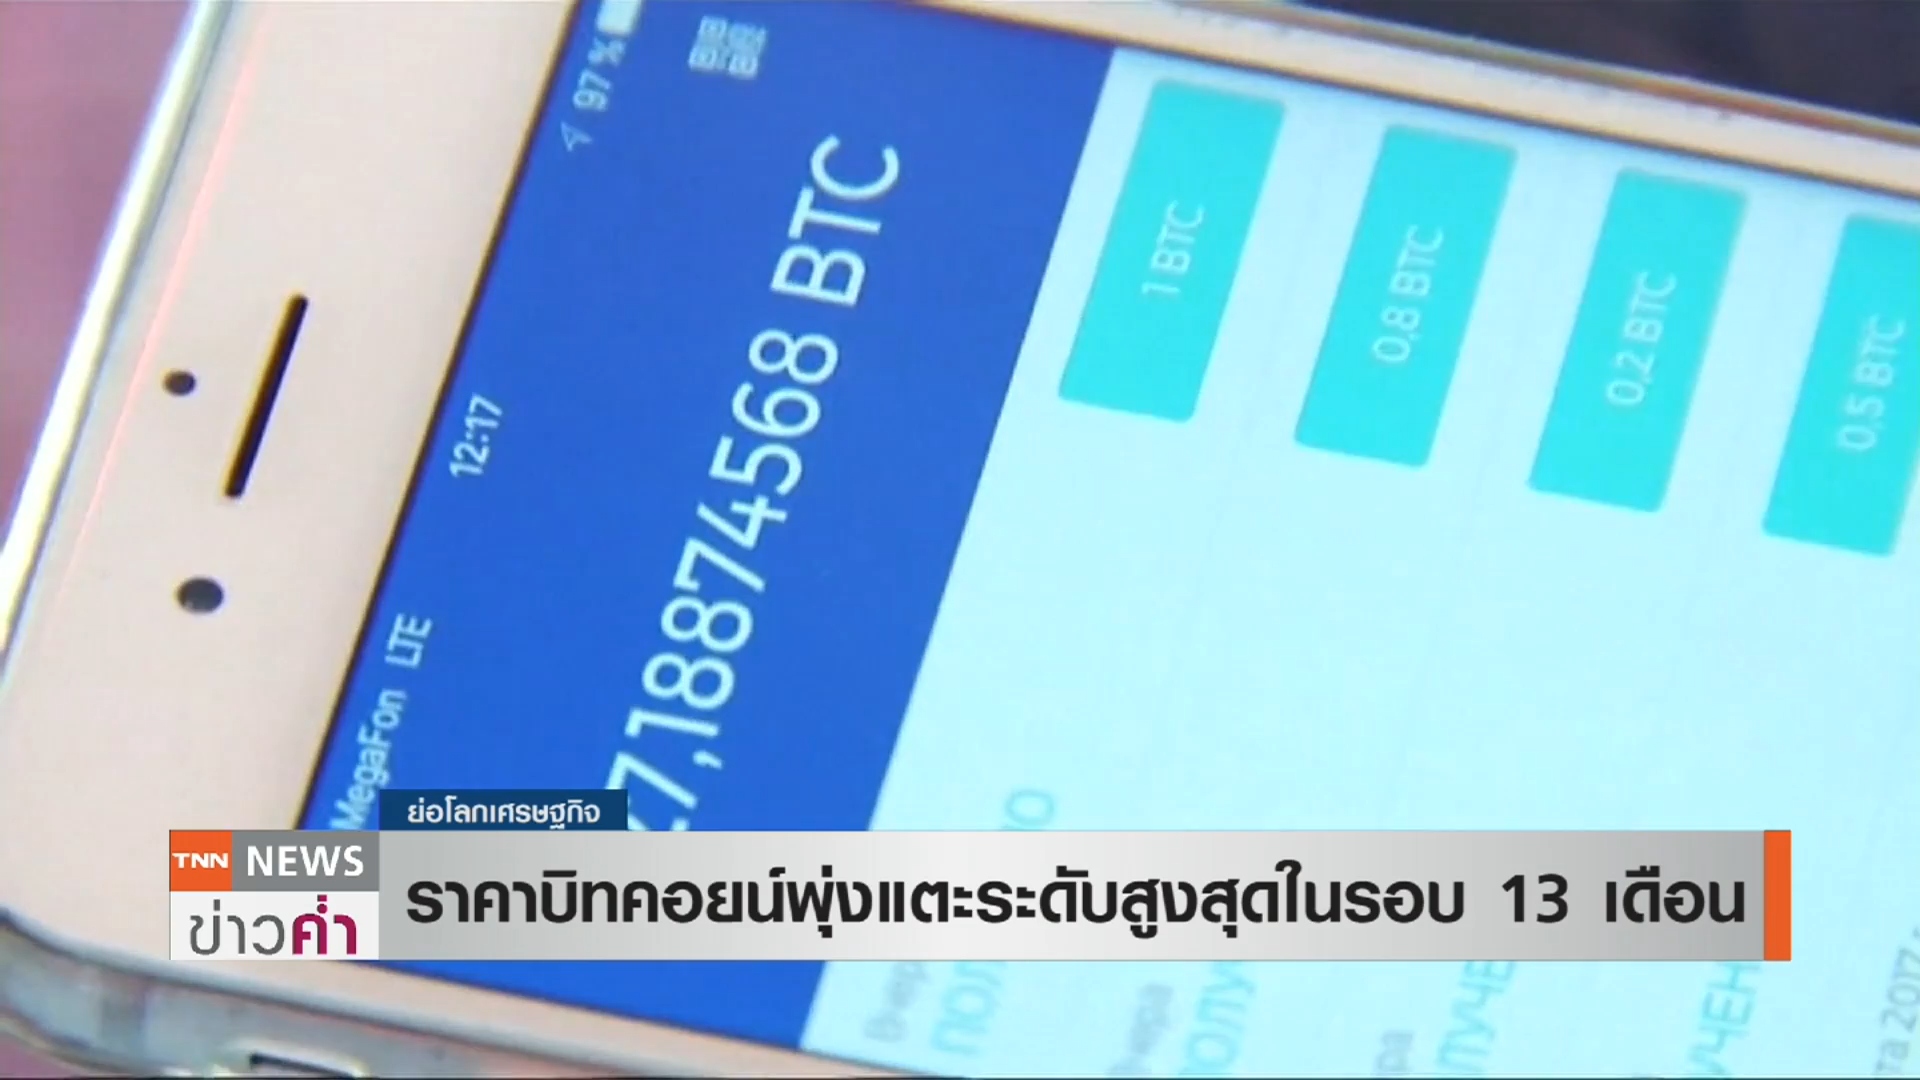 97 %
12:17
MegaFon LTE
27,188874568 BTC
1 BTC
0,8 BTC
0,2 BTC
0,5 BTC
ย่อโลกเศรษฐกิจ
TNN NEWS
ข่าวค่ำ
ราคาบิทคอยน์พุ่งแตะระดับสูงสุดในรอบ 13 เดือน